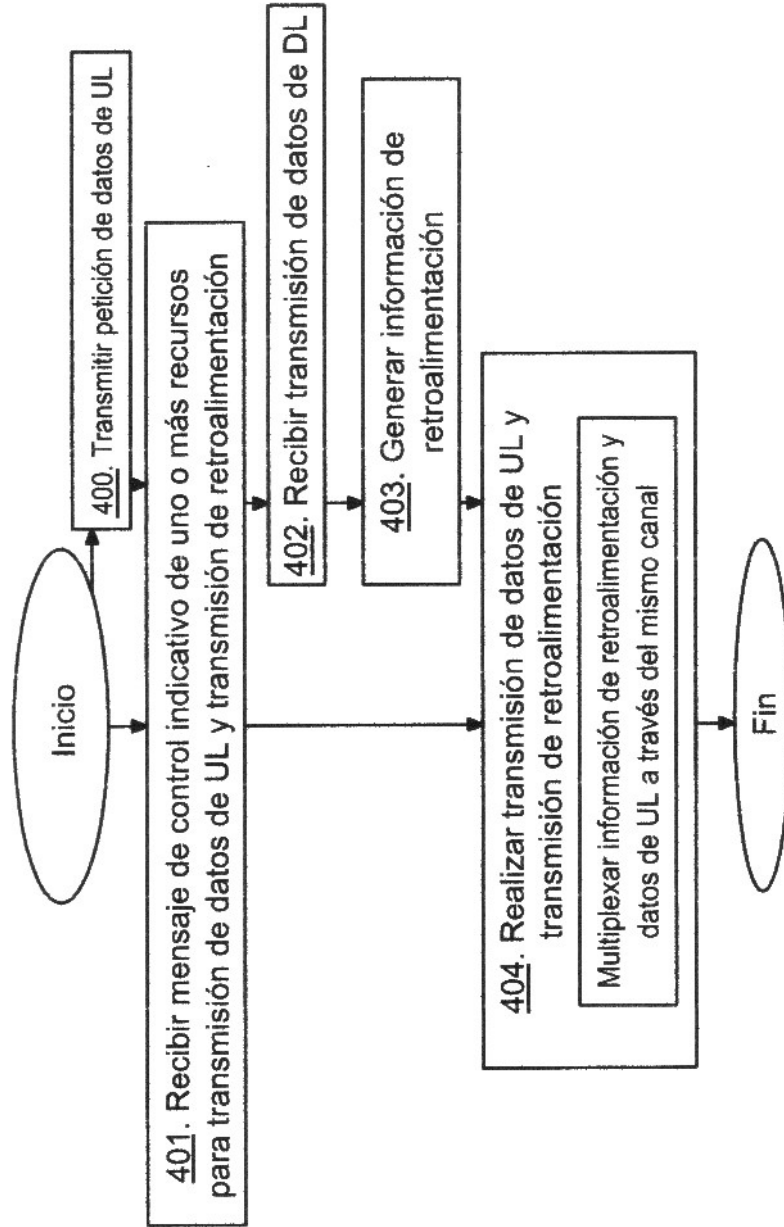 Inicio
400. Transmitir petición de datos de UL
401. Recibir mensaje de control indicativo de uno o más recursos
para transmisión de datos de UL y transmisión de retroalimentación
402. Recibir transmisión de datos de DL
403. Generar información de
retroalimentación
404. Realizar transmisión de datos de UL y
transmisión de retroalimentación
Multiplexar información de retroalimentación y
datos de UL a través del mismo canal
Fin